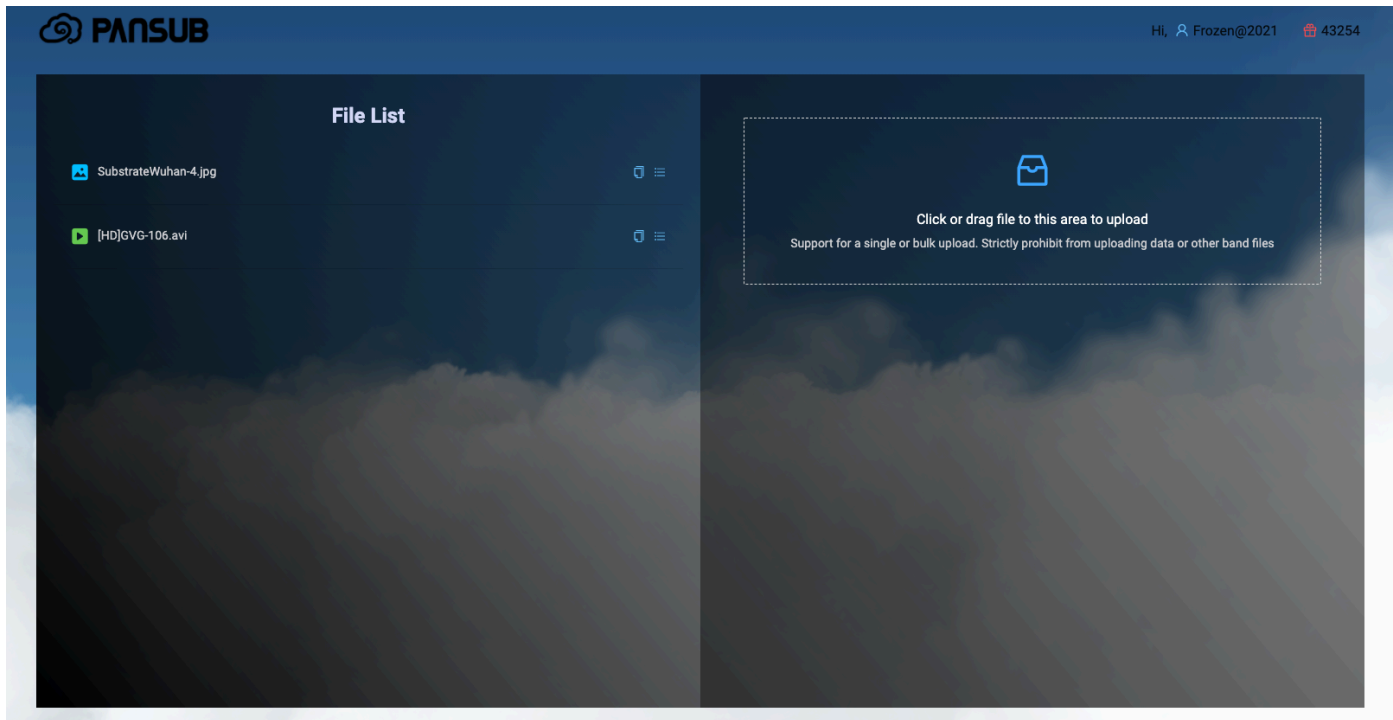 PANSUB
Hi, Frozen@2021 43254
File List
SubstrateWuhan-4.jpg
[HD]GVG-106.avi
Click or drag file to this area to upload
Support for a single or bulk upload. Strictly prohibit from uploading data or other band files